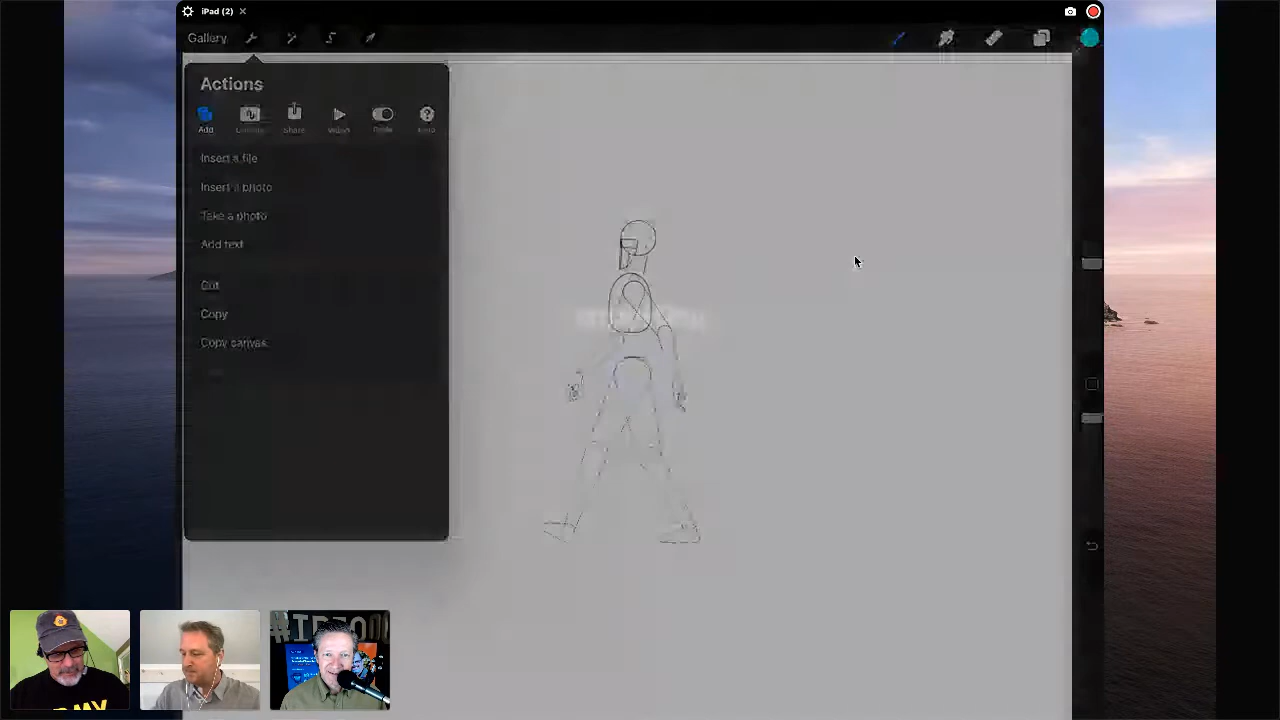 iPad (2)
Gallery
Actions
Add
Share
Video
Help
Insert a file
Insert a photo
Take a photo
Add text
Cut
Copy
Copy canvas